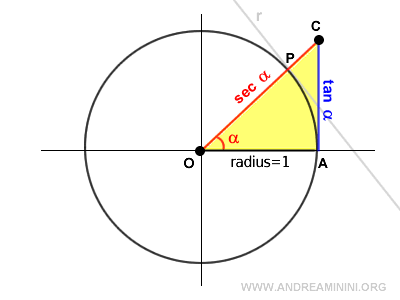 r
C
P
sec α
tan α
α
O
radius=1
A
WWW.ANDREAMININI.ORG